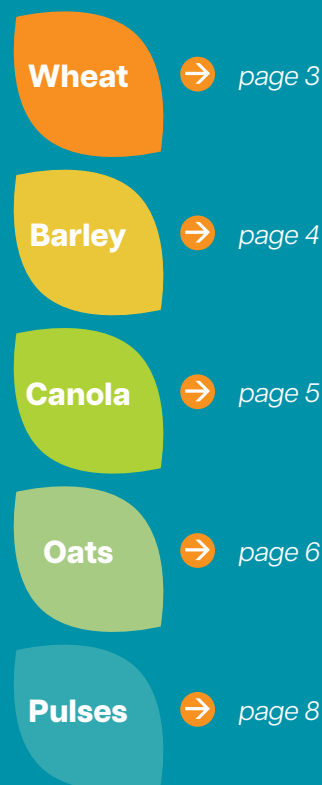 Wheat page 3
Barley page 4
Canola page 5
Oats page 6
Pulses page 8